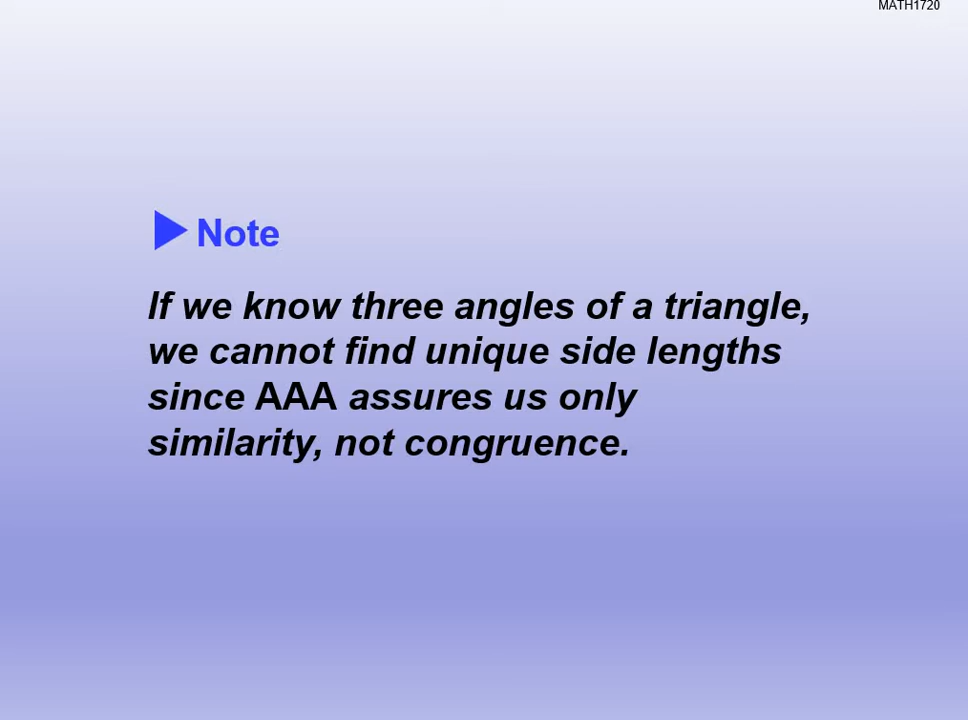 MATH1720
Note
If we know three angles of a triangle,
we cannot find unique side lengths
since AAA assures us only
similarity, not congruence.